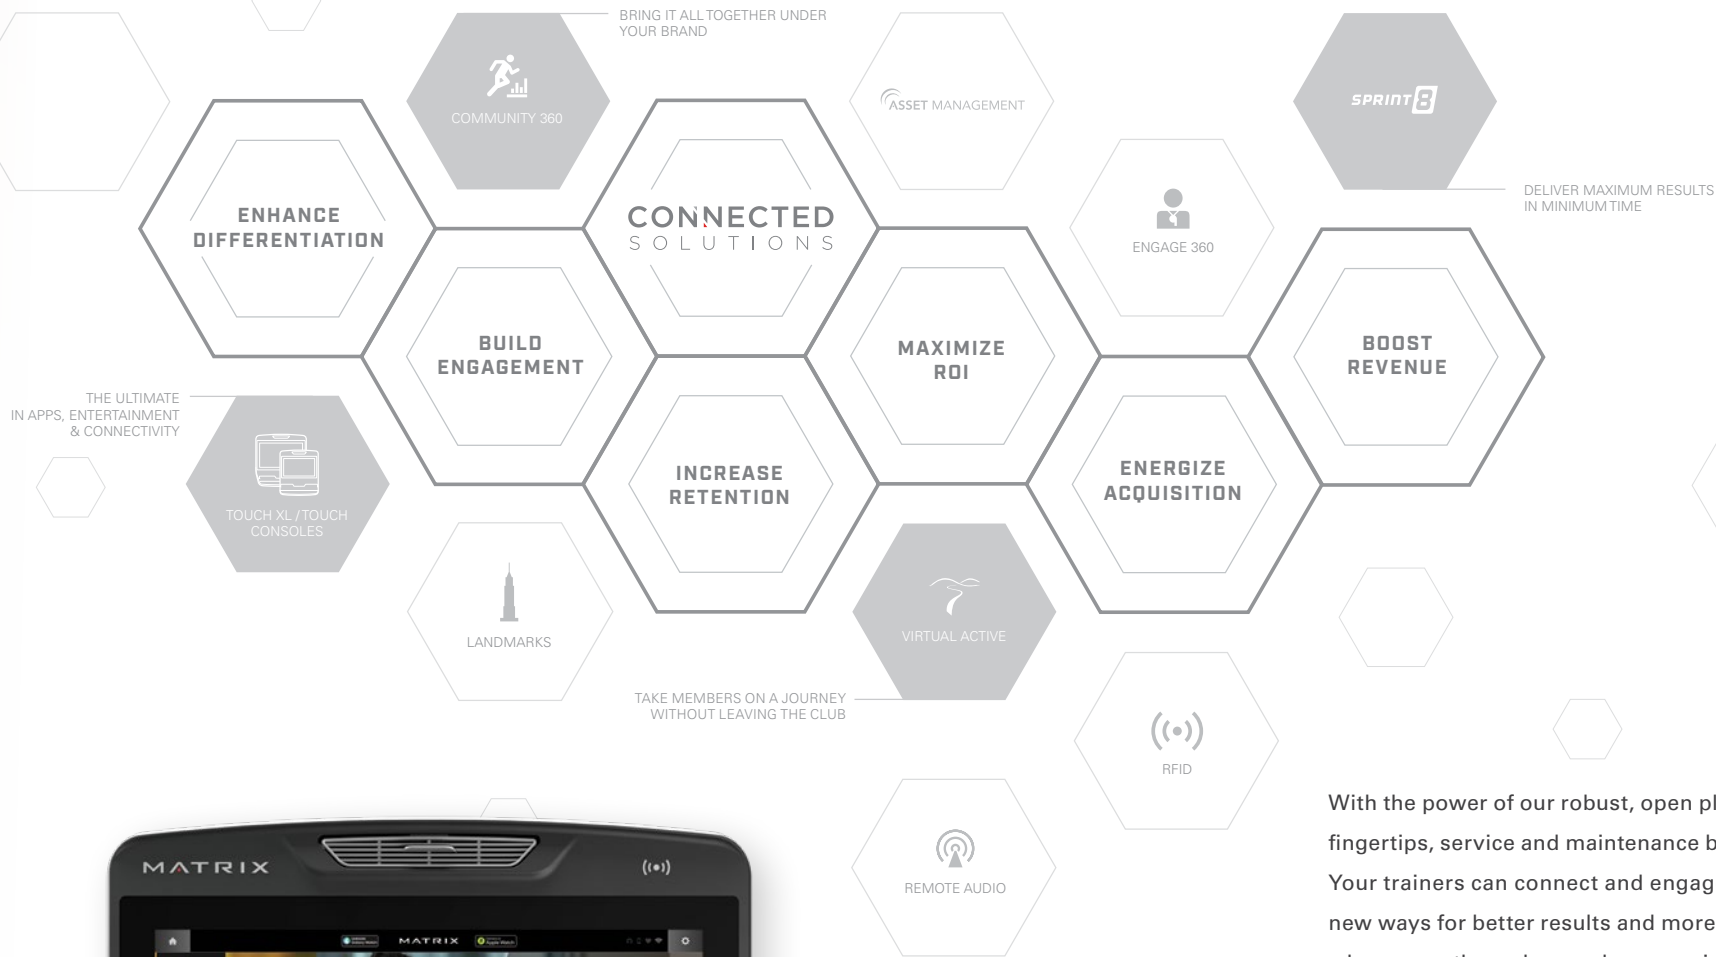 BRING IT ALL TOGETHER UNDER
YOUR BRAND
COMMUNITY 360
ASSET MANAGEMENT
SPRINT 8
DELIVER MAXIMUM RESULTS
IN MINIMUM TIME
ENHANCE
DIFFERENTIATION
CONNECTED
SOLUTIONS
ENGAGE 360
BUILD
ENGAGEMENT
MAXIMIZE
ROI
BOOST
REVENUE
THE ULTIMATE
IN APPS, ENTERTAINMENT
& CONNECTIVITY
TOUCH XL / TOUCH
CONSOLES
INCREASE
RETENTION
ENERGIZE
ACQUISITION
LANDMARKS
VIRTUAL ACTIVE
TAKE MEMBERS ON A JOURNEY
WITHOUT LEAVING THE CLUB
RFID
REMOTE AUDIO
MATRIX
MATRIX
Apple Watch
With the power of our robust, open
fingertips, service and maintenance
Your trainers can connect and
new ways for better results and more